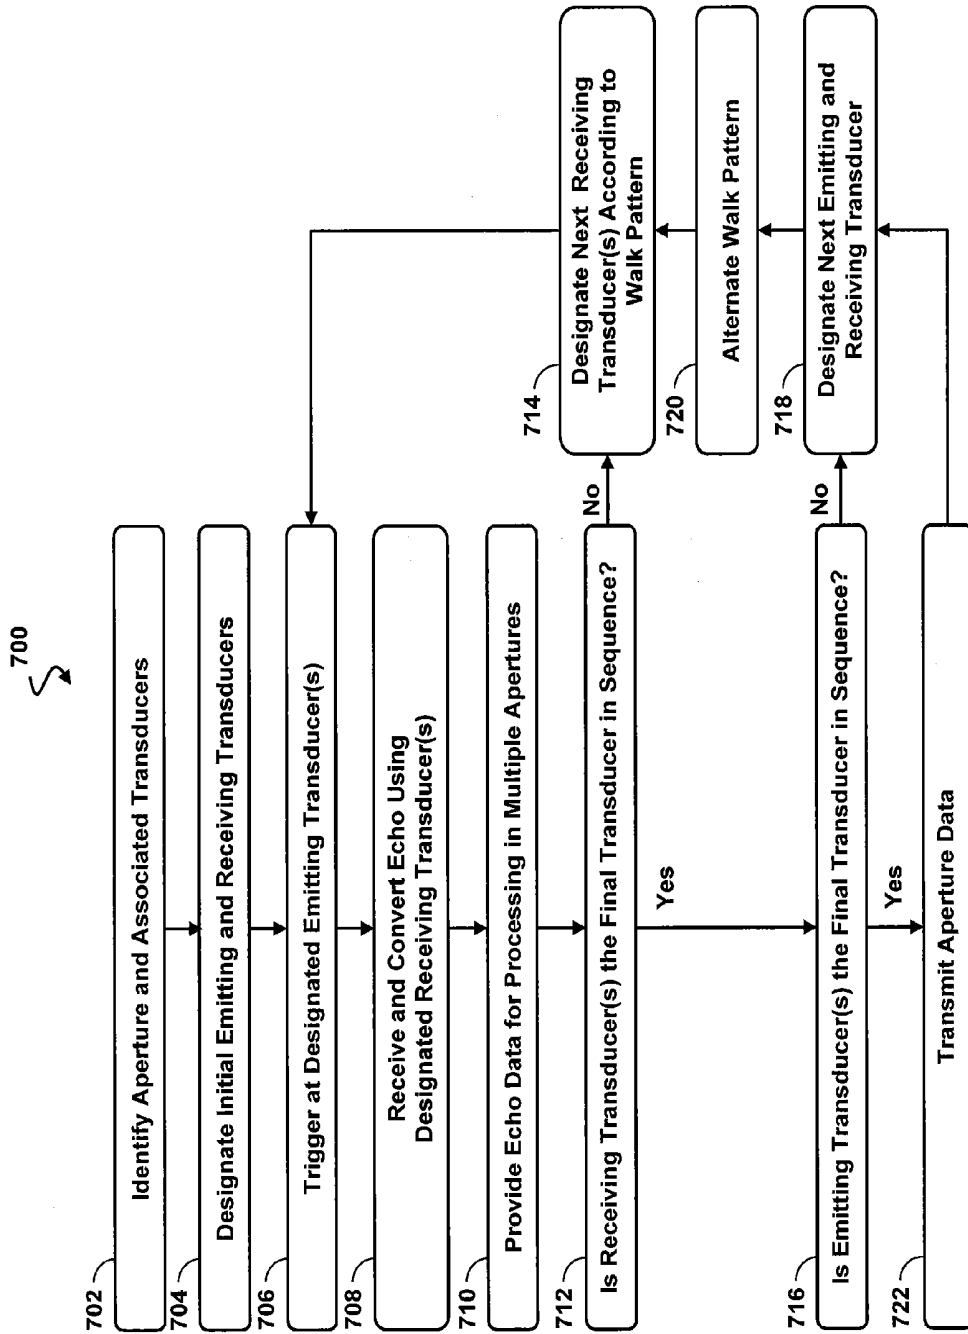 700
702
Identify Aperture and Associated Transducers
704
Designate Initial Emitting and Receiving Transducers
706
Trigger at Designated Emitting Transducer(s)
708
Receive and Convert Echo Using
Designated Receiving Transducer(s)
710
Provide Echo Data for Processing in Multiple Apertures
712
Is Receiving Transducer(s) the Final Transducer in Sequence?
No
Yes
714
Designate Next Receiving
Transducer(s) According to
Walk Pattern
720
Alternate Walk Pattern
718
Designate Next Emitting and
Receiving Transducer
716
Is Emitting Transducer(s) the Final Transducer in Sequence?
No
Yes
722
Transmit Aperture Data